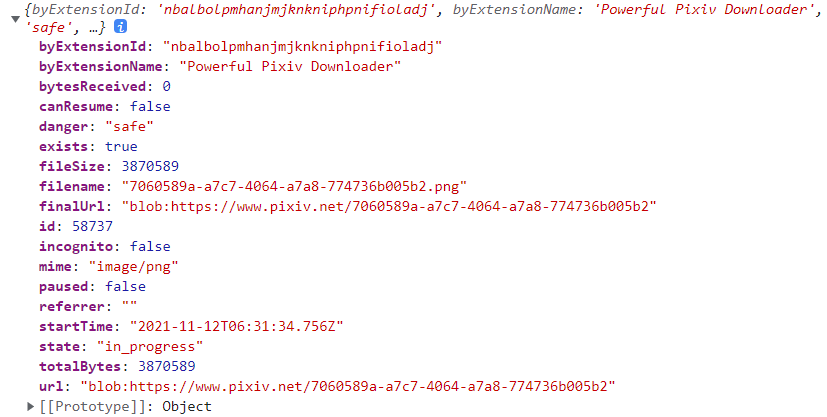 {byExtensionId: 'nbalbolpmhanjmjknkniphpnifioladj', byExtensionName: 'Powerful Pixiv Downloader',
'safe', …}
byExtensionId: "nbalbolpmhanjmjknkniphpnifioladj"
byExtensionName: "Powerful Pixiv Downloader"
bytesReceived: 0
canResume: false
danger: "safe"
exists: true
fileSize: 3870589
filename: "7060589a-a7c7-4064-a7a8-774736b005b2.png"
finalUrl: "blob:https://www.pixiv.net/7060589a-a7c7-4064-a7a8-774736b005b2"
id: 58737
incognito: false
mime: "image/png"
paused: false
referrer: ""
startTime: "2021-11-12T06:31:34.756Z"
state: "in_progress"
totalBytes: 3870589
url: "blob:https://www.pixiv.net/7060589a-a7c7-4064-a7a8-774736b005b2"
[[Prototype]]: Object